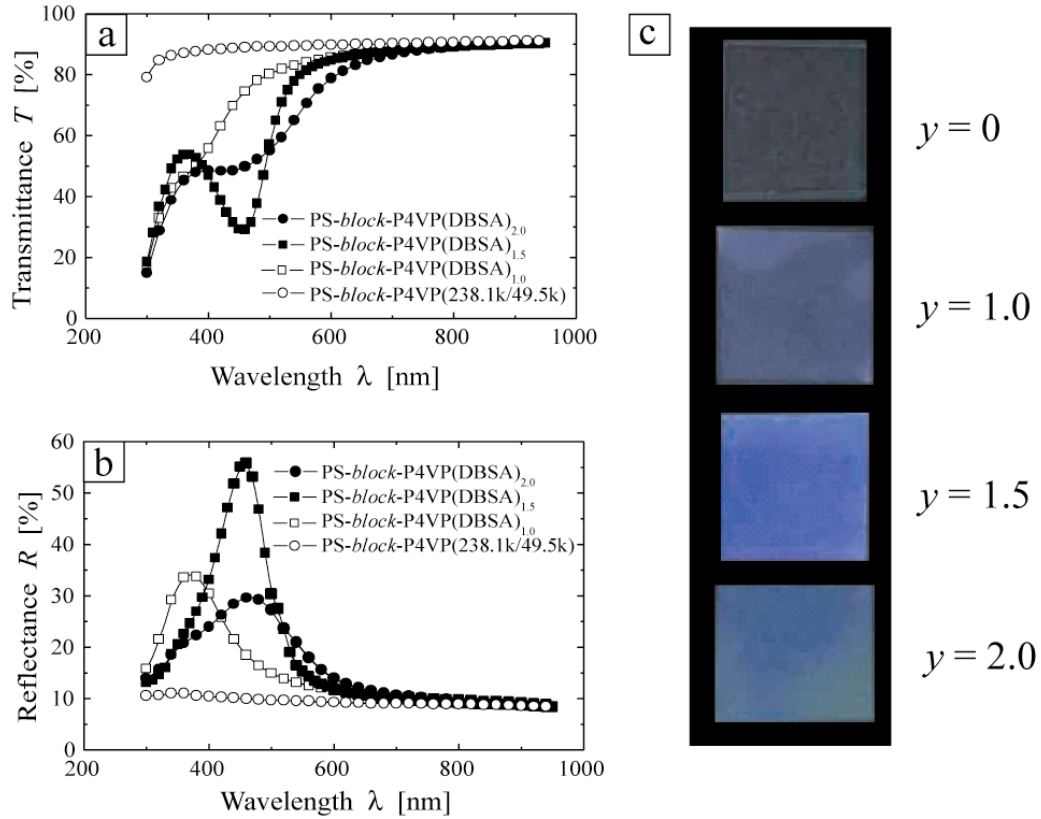 a
Transmittance T [%]
100
80
60
40
20
0
PS-block-P4VP(DBSA)2.0
PS-block-P4VP(DBSA)1.5
PS-block-P4VP(DBSA)1.0
PS-block-P4VP(238.1k/49.5k)
200 400 600 800 1000
Wavelength λ [nm]
b
Reflectance R [%]
60
50
40
30
20
10
0
PS-block-P4VP(DBSA)2.0
PS-block-P4VP(DBSA)1.5
PS-block-P4VP(DBSA)1.0
PS-block-P4VP(238.1k/49.5k)
200 400 600 800 1000
Wavelength λ [nm]
c
y = 0
y = 1.0
y = 1.5
y = 2.0